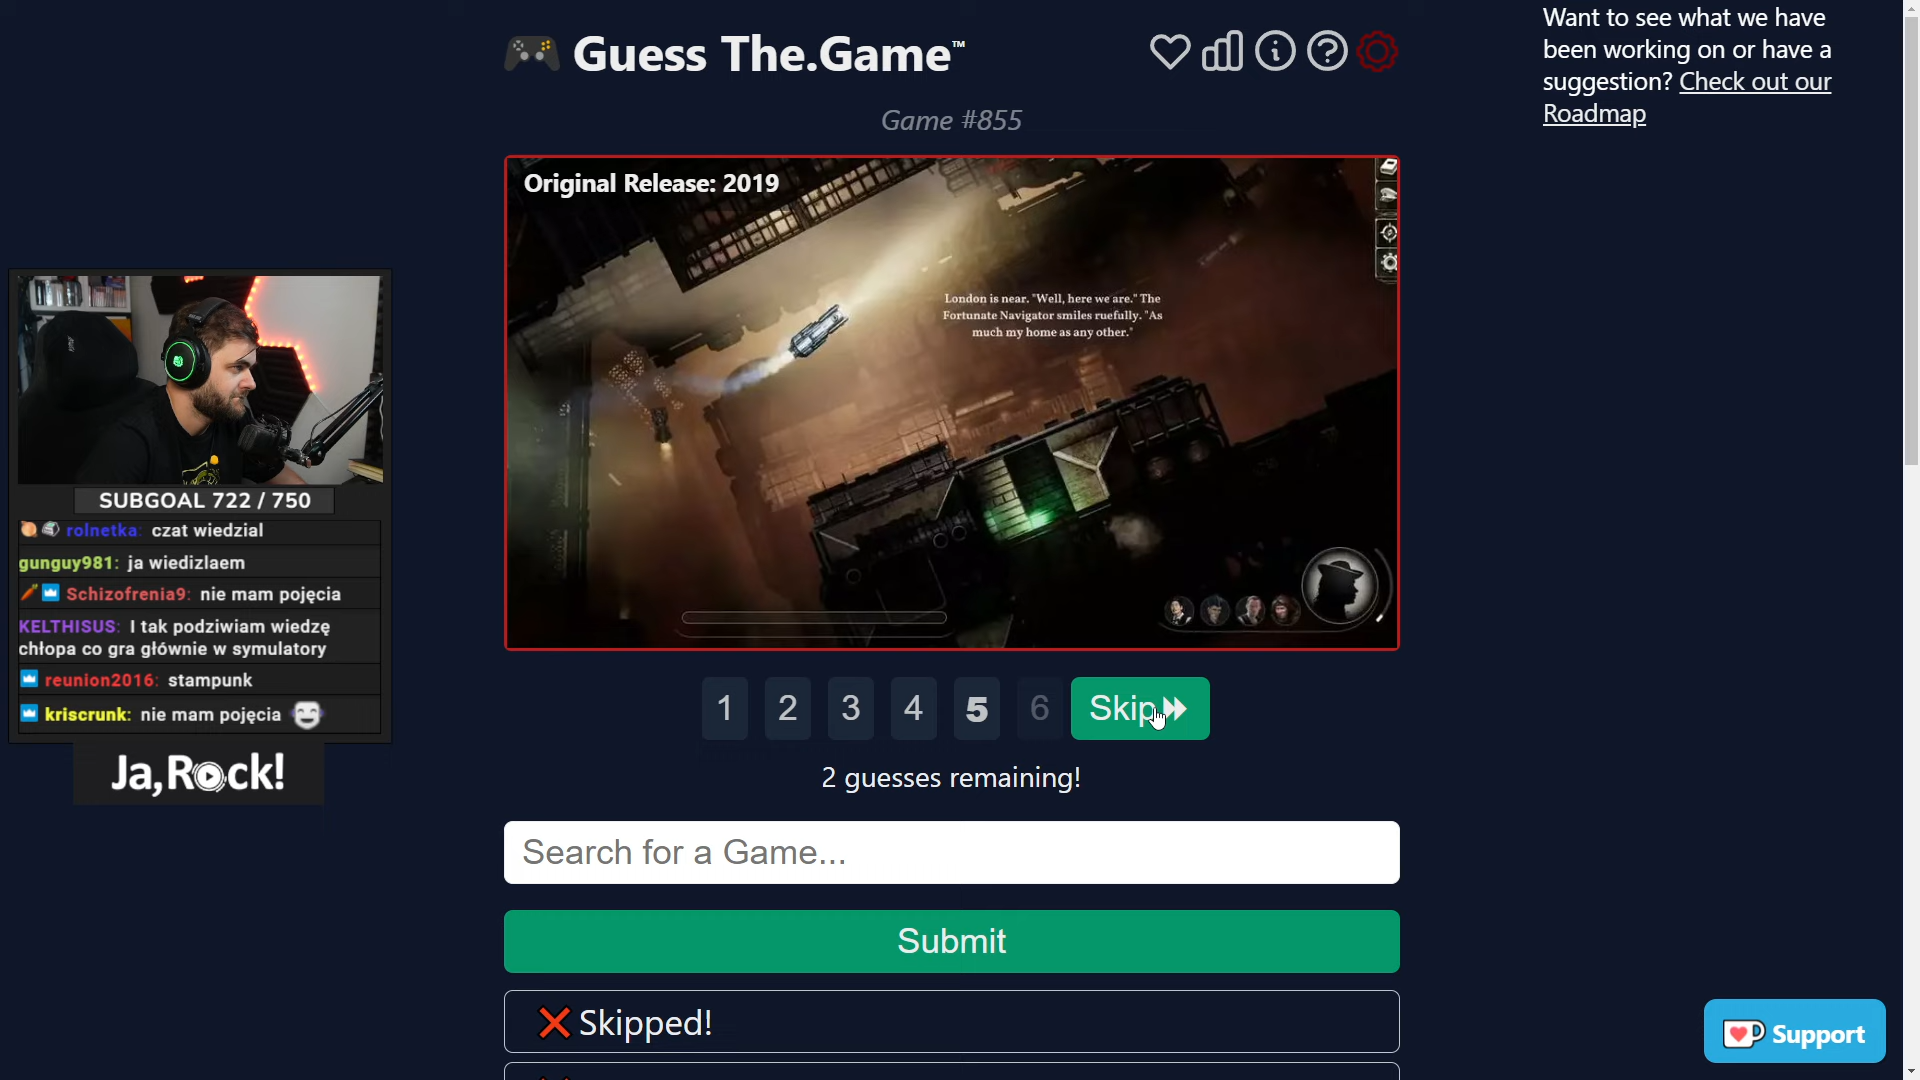 Guess The.Game™
Game #855
Want to see what we have
been working on or have a
suggestion? Check out our
Roadmap
Original Release: 2019
London is near. "Well, here we are." The
Fortunate Navigator smiles ruefully. "As
much my home as any other."
SUBGOAL 722 / 750
rolnetka: czat wiedzial
gunguy981: ja wiedizlaem
Schizofrenia9: nie mam pojęcia
KELTHISUS: I tak podziwiam wiedzę
chłopa co gra głównie w symulatory
reunion2016: stampunk
kriscrunk: nie mam pojęcia
Ja,Rock!
1 2 3 4 5 6 Skip
2 guesses remaining!
Search for a Game...
Submit
❌ Skipped!
Support